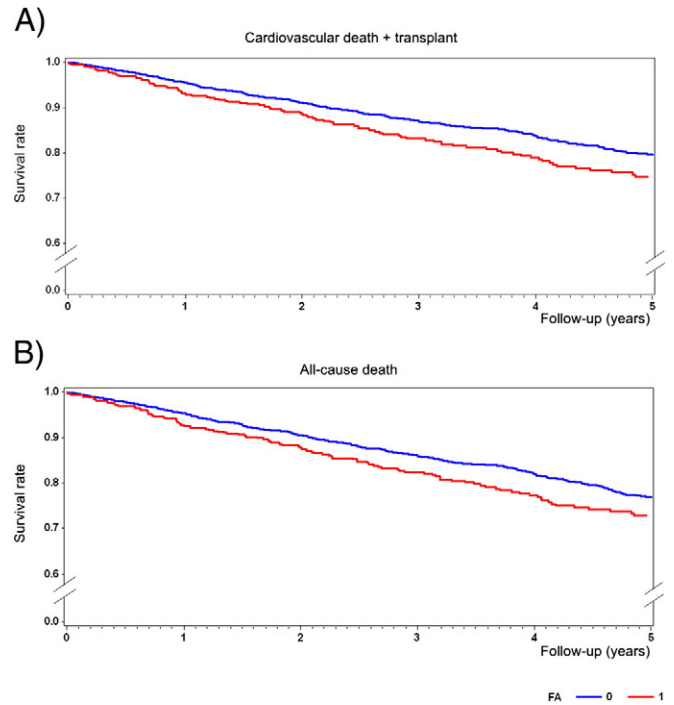 A)
Cardiovascular death + transplant
Survival rate
1.0
0.9
0.8
0.7
0.6
0.0
0 1 2 3 4 5
Follow-up (years)
B)
All-cause death
Survival rate
1.0
0.9
0.8
0.7
0.6
0.0
0 1 2 3 4 5
Follow-up (years)
FA 0 1